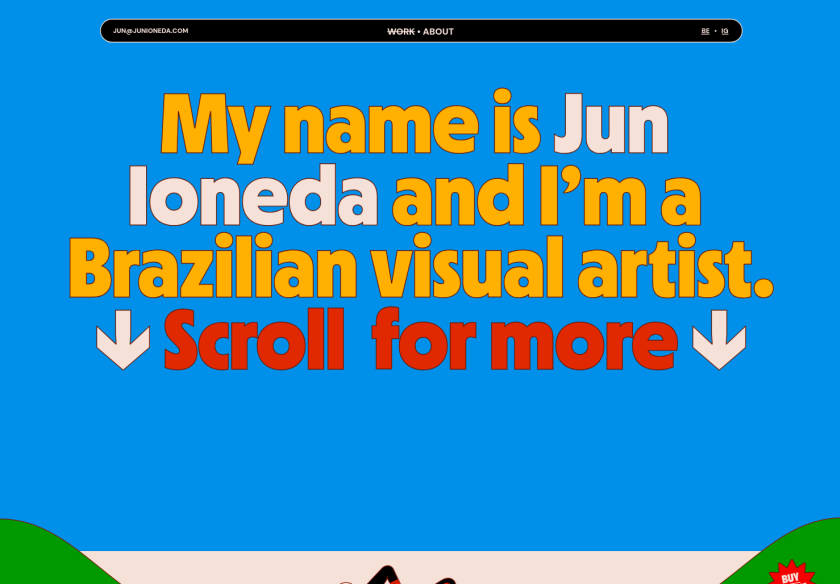 JUN@JUNIONEDA.COM
WORK • ABOUT
BE • IG
My name is Jun
Ioneda and I’m a
Brazilian visual artist.
Scroll for more
BUY